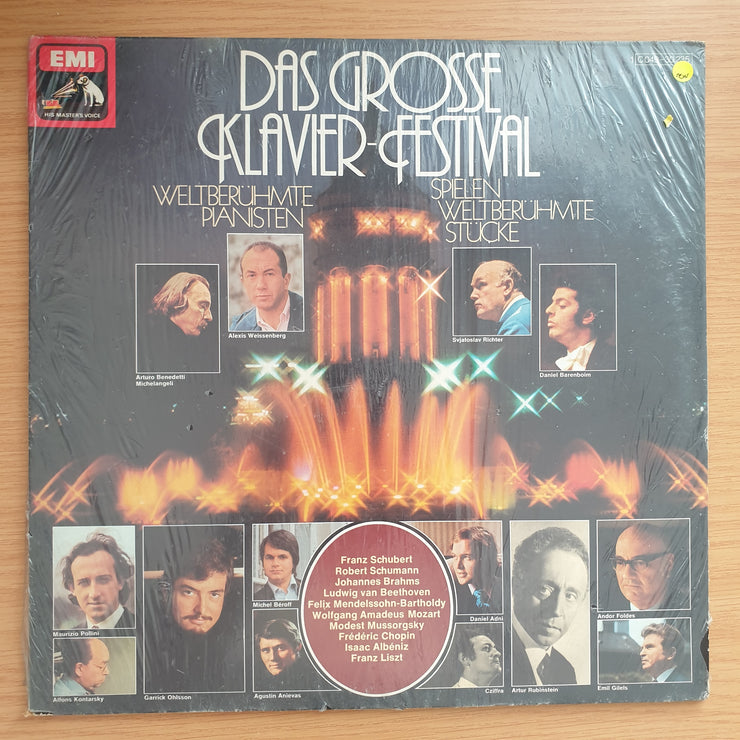 EMI
HIS MASTER'S VOICE
DAS GROSSE
KLAVIER-FESTIVAL
WELTBERÜHMTE
PIANISTEN
SPIELEN
WELTBERÜHMTE
STÜCKE
Arturo Benedetti
Michelangeli
Alexis Weissenberg
Svjatoslav Richter
Daniel Barenboim
Maurizio Pollini
Alfons Kontarsky
Garrick Ohlsson
Michel Béroff
Agustin Anievas
Franz Schubert
Robert Schumann
Johannes Brahms
Ludwig van Beethoven
Felix Mendelssohn-Bartholdy
Wolfgang Amadeus Mozart
Modest Mussorgsky
Frédéric Chopin
Isaac Albéniz
Franz Liszt
Daniel Adni
Cziffra
Artur Rubinstein
Andor Foldes
Emil Gilels